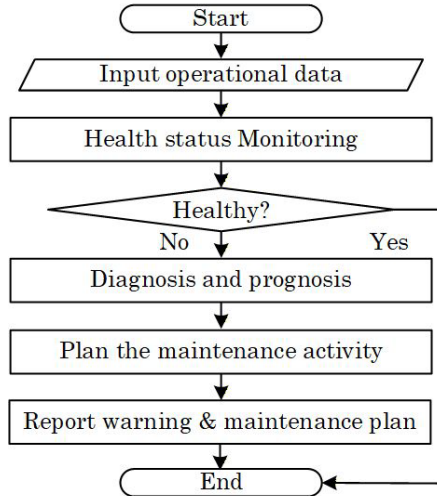 Start
Input operational data
Health status Monitoring
Healthy?
No
Yes
Diagnosis and prognosis
Plan the maintenance activity
Report warning & maintenance plan
End